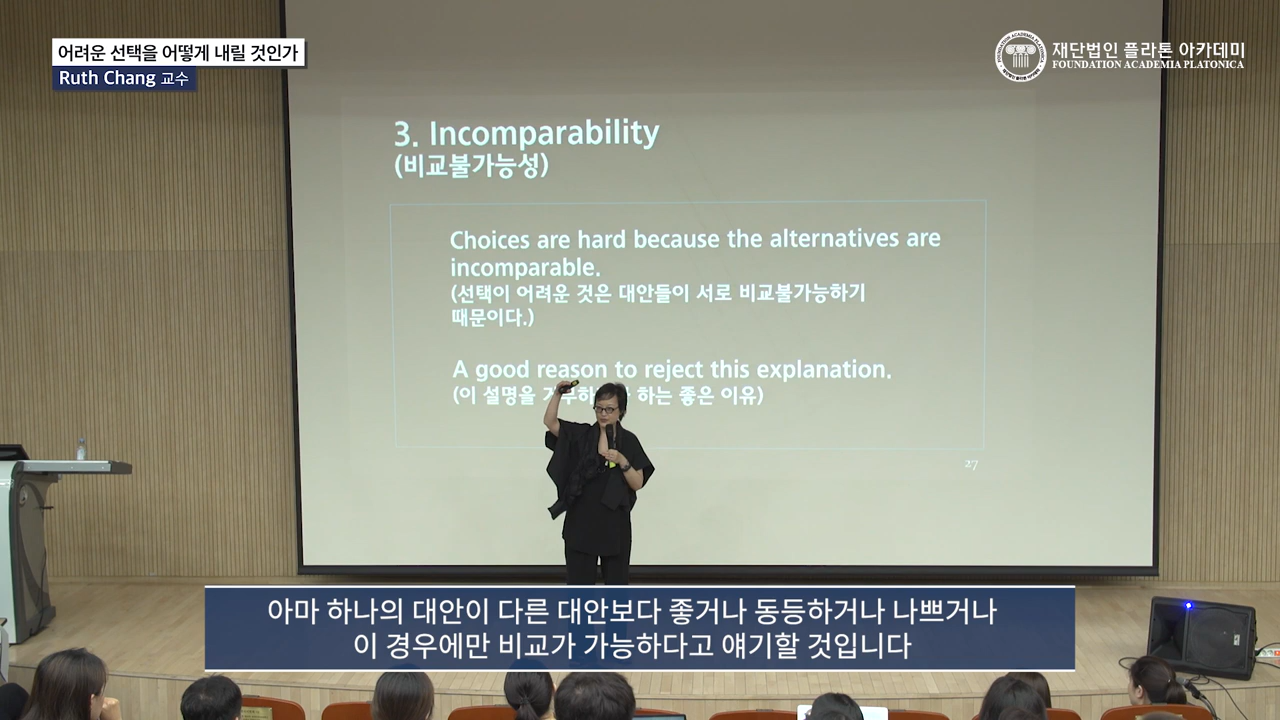 어려운 선택을 어떻게 내릴 것인가
Ruth Chang 교수
재단법인 플라톤 아카데미
FOUNDATION ACADEMIA PLATONICA
3. Incomparability
(비교불가능성)
Choices are hard because the alternatives are
incomparable.
(선택이 어려운 것은 대안들이 서로 비교불가능하기
때문이다.)
A good reason to reject this explanation.
(이 설명을 하는 좋은 이유)
27
아마 하나의 대안이 다른 대안보다 좋거나 동등하거나 나쁘거나
이 경우에만 비교가 가능하다고 얘기할 것입니다